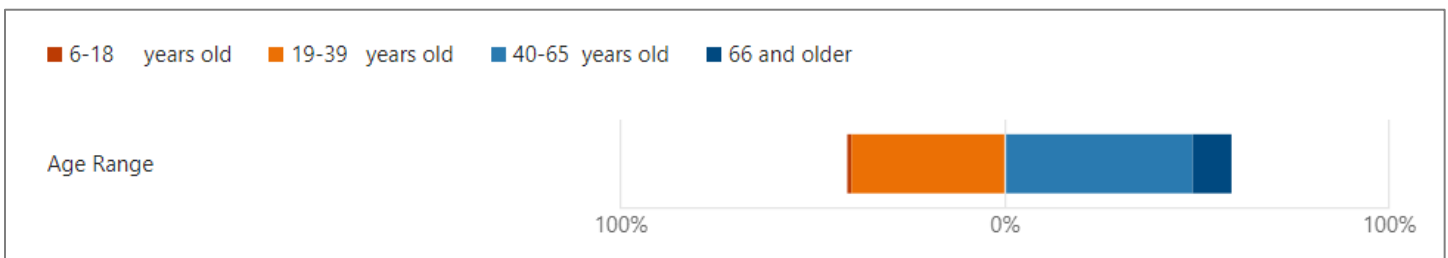 6-18 years old 19-39 years old 40-65 years old 66 and older
Age Range
100% 0% 100%